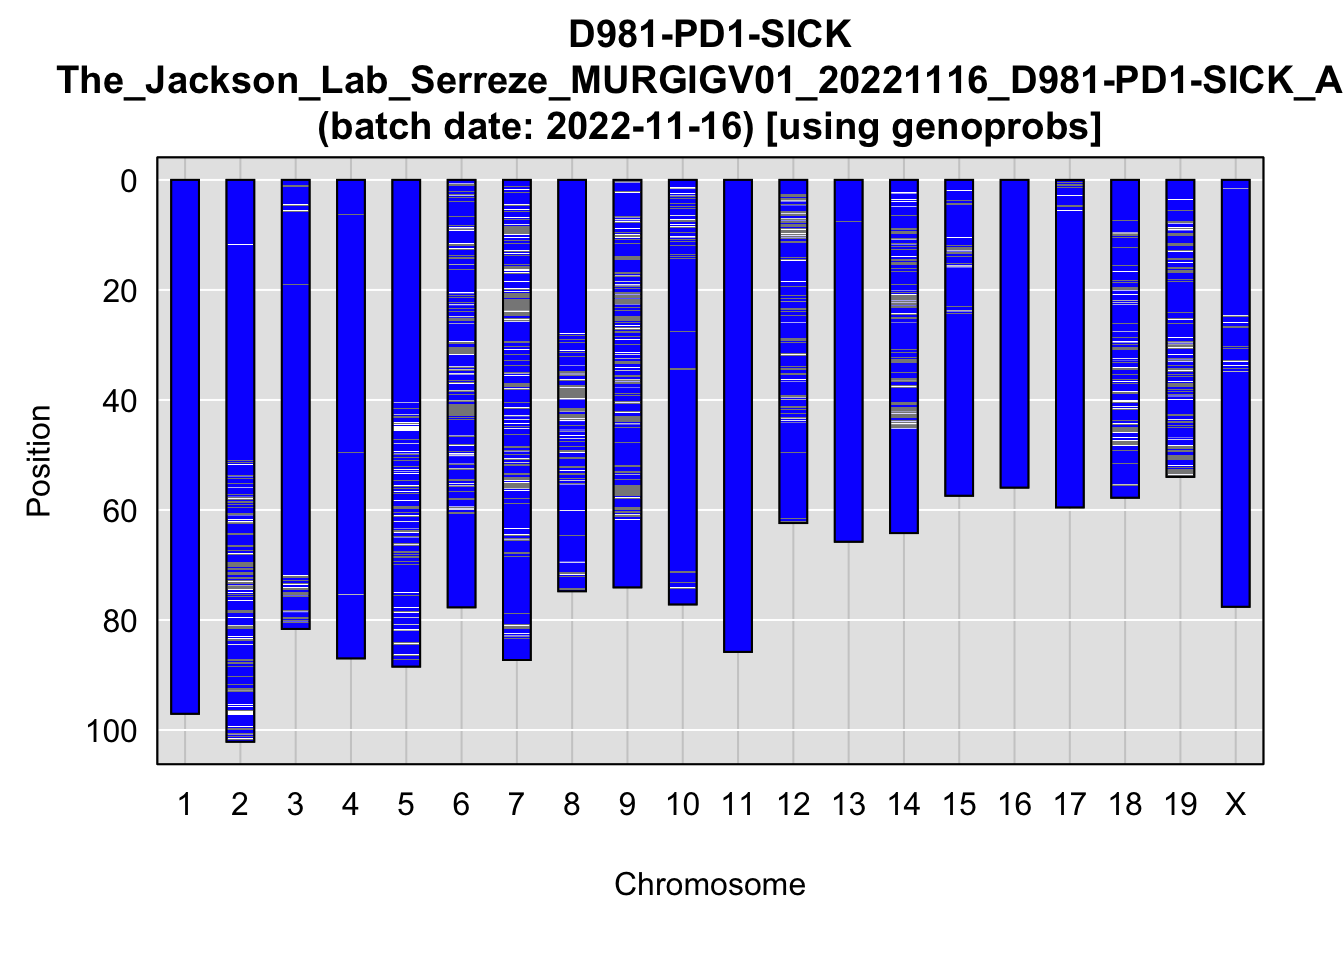 D981-PD1-SICK
The_Jackson_Lab_Serreze_MURGIGV01_20221116_D981-PD1-SICK_A
(batch date: 2022-11-16) [using genoprobs]
0
20
40
60
80
100
Position
1 2 3 4 5 6 7 8 9 10 11 12 13 14 15 16 17 18 19 X
Chromosome